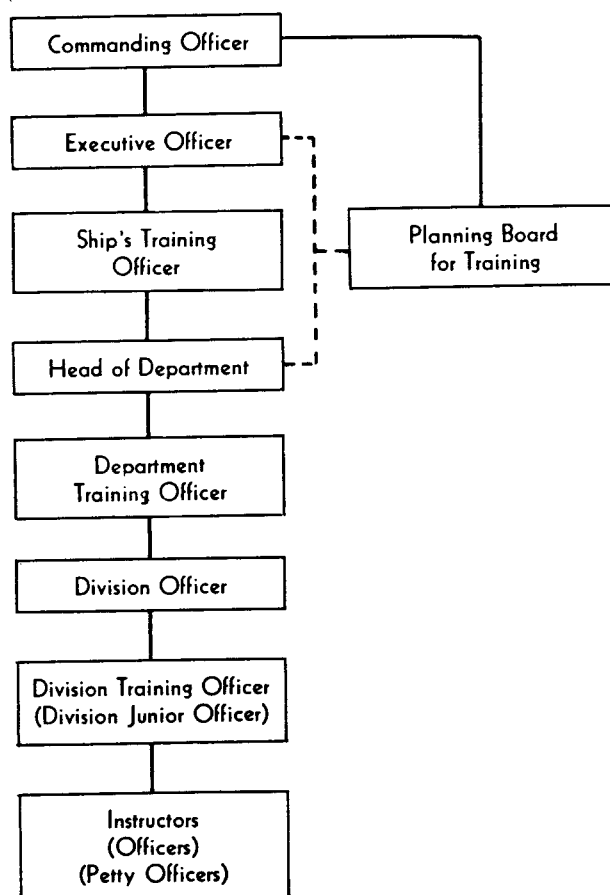 Commanding Officer
Executive Officer
Ship's Training
Officer
Planning Board
for Training
Head of Department
Department
Training Officer
Division Officer
Division Training Officer
(Division Junior Officer)
Instructors
(Officers)
(Petty Officers)